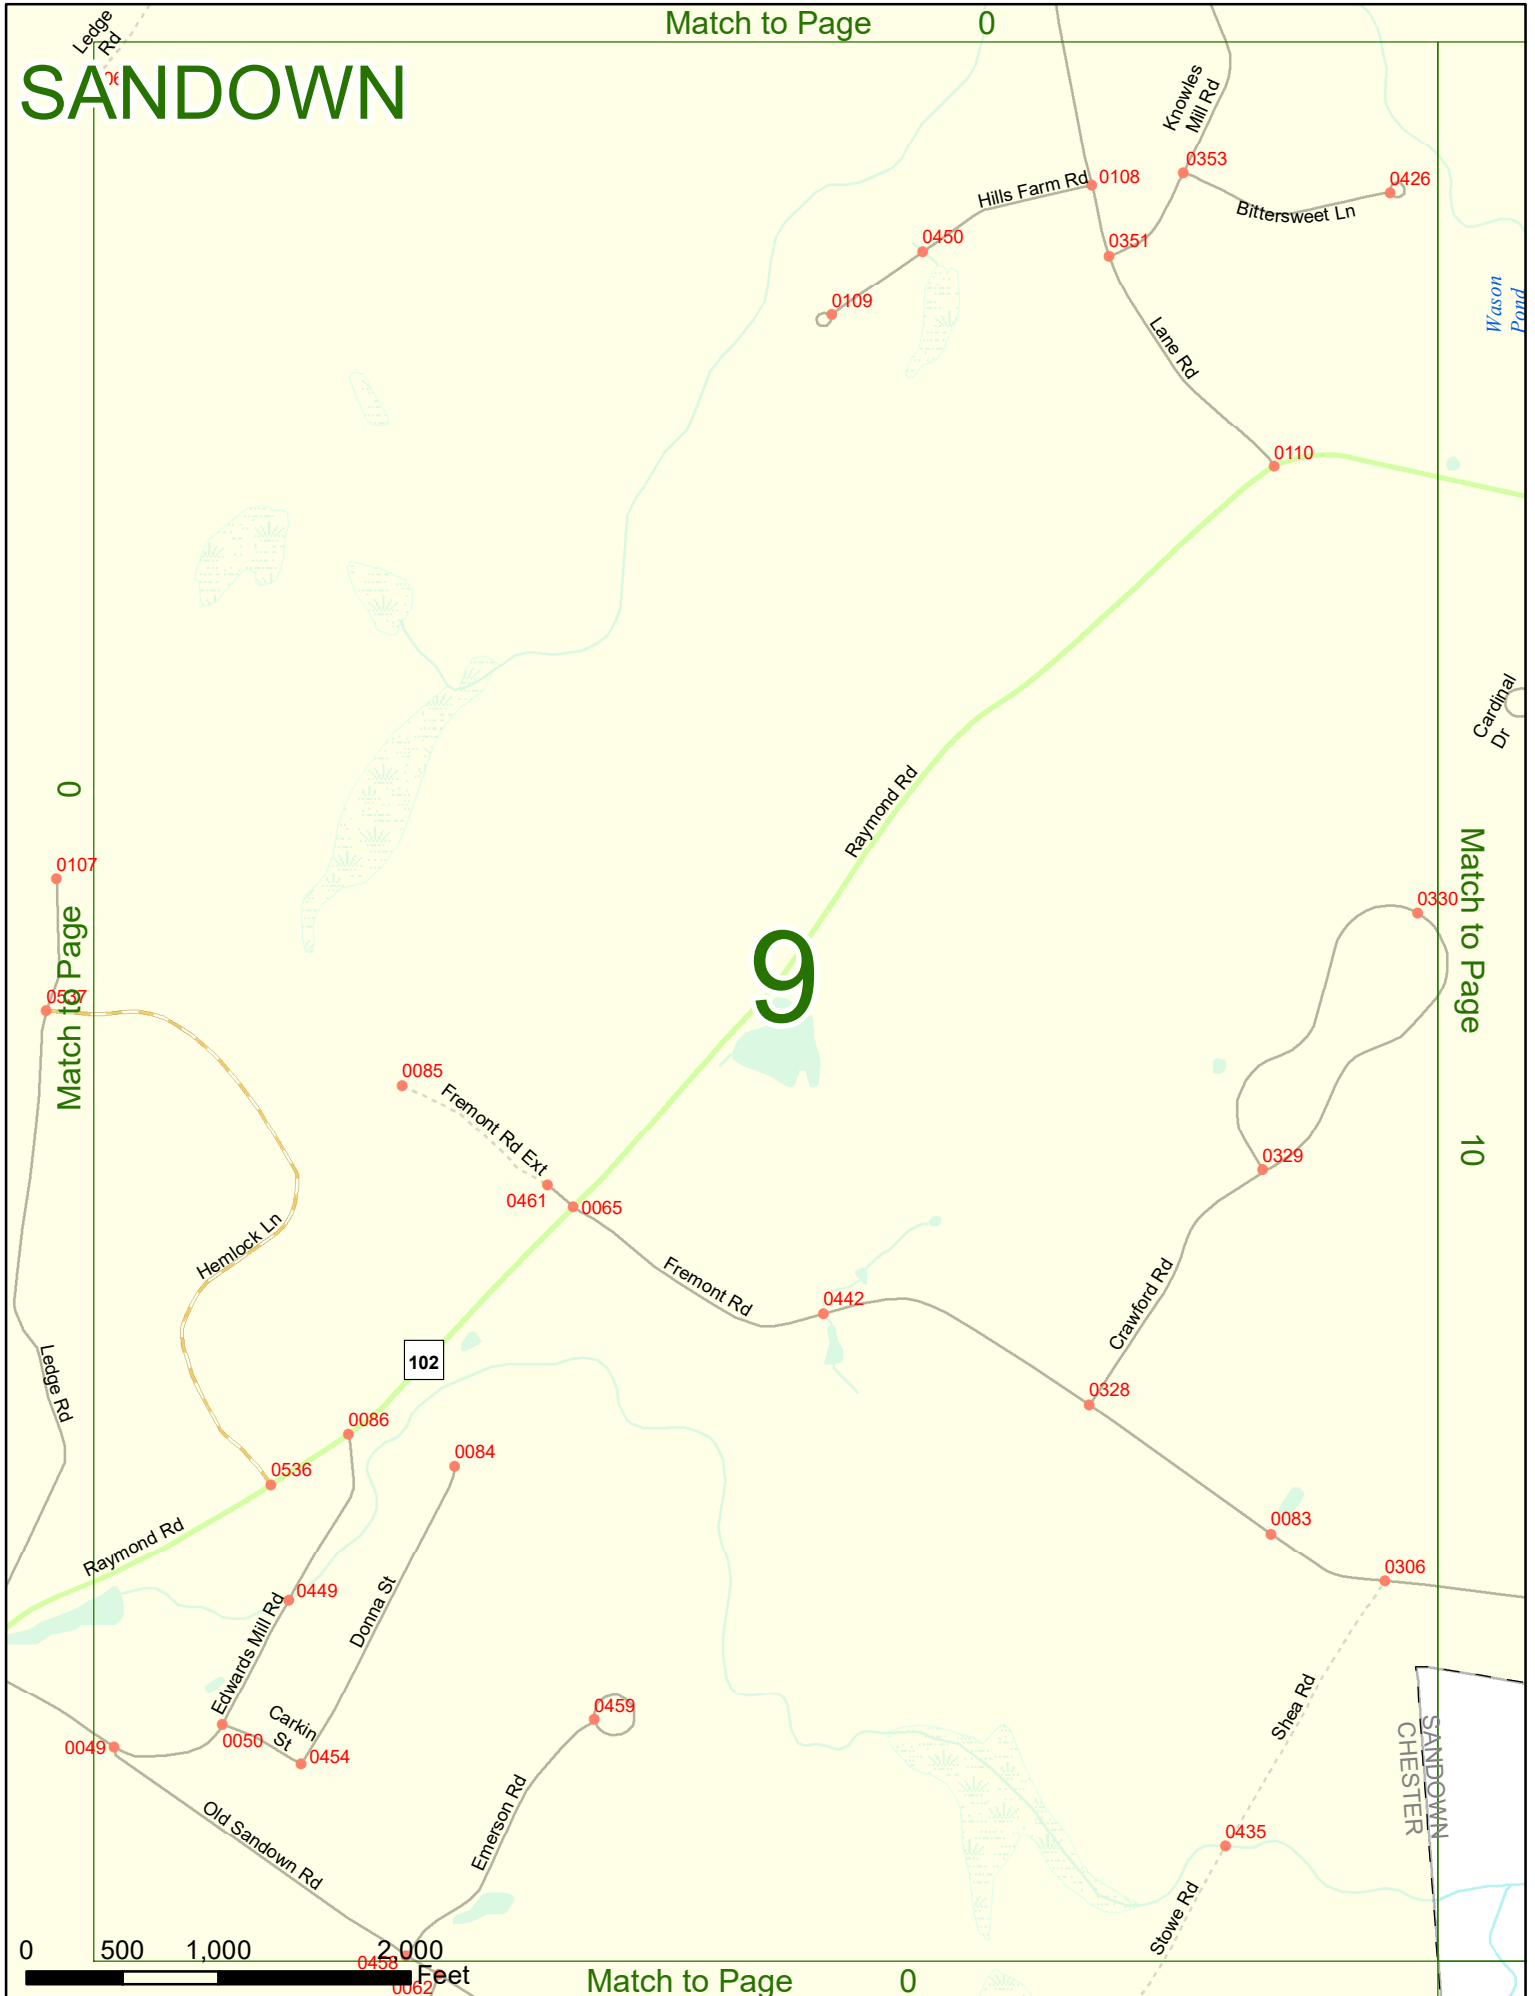 Match to Page 0
Ledge
Rd
SANDOWN
Knowles
Mill Rd
0353
0108
0426
Hills Farm Rd
Bittersweet Ln
0450
0351
0109
Wason
Pond
Lane Rd
0110
Cardinal
Dr
Raymond Rd
0
Match to Page
0107
0330
Match to Page
10
9
0537
0085
Fremont Rd Ext
0329
0461
0065
Hemlock Ln
Fremont Rd
0442
Crawford Rd
102
Ledge Rd
0328
0086
0084
0536
0083
Raymond Rd
0306
0449
Donna St
Edwards Mill Rd
Shea Rd
0459
Carkin
St
0049
0050
0454
SANDOWN
CHESTER
Emerson Rd
Old Sandown Rd
0435
Stowe Rd
0 500 1,000 2,000
Feet
0458
0062
Match to Page 0